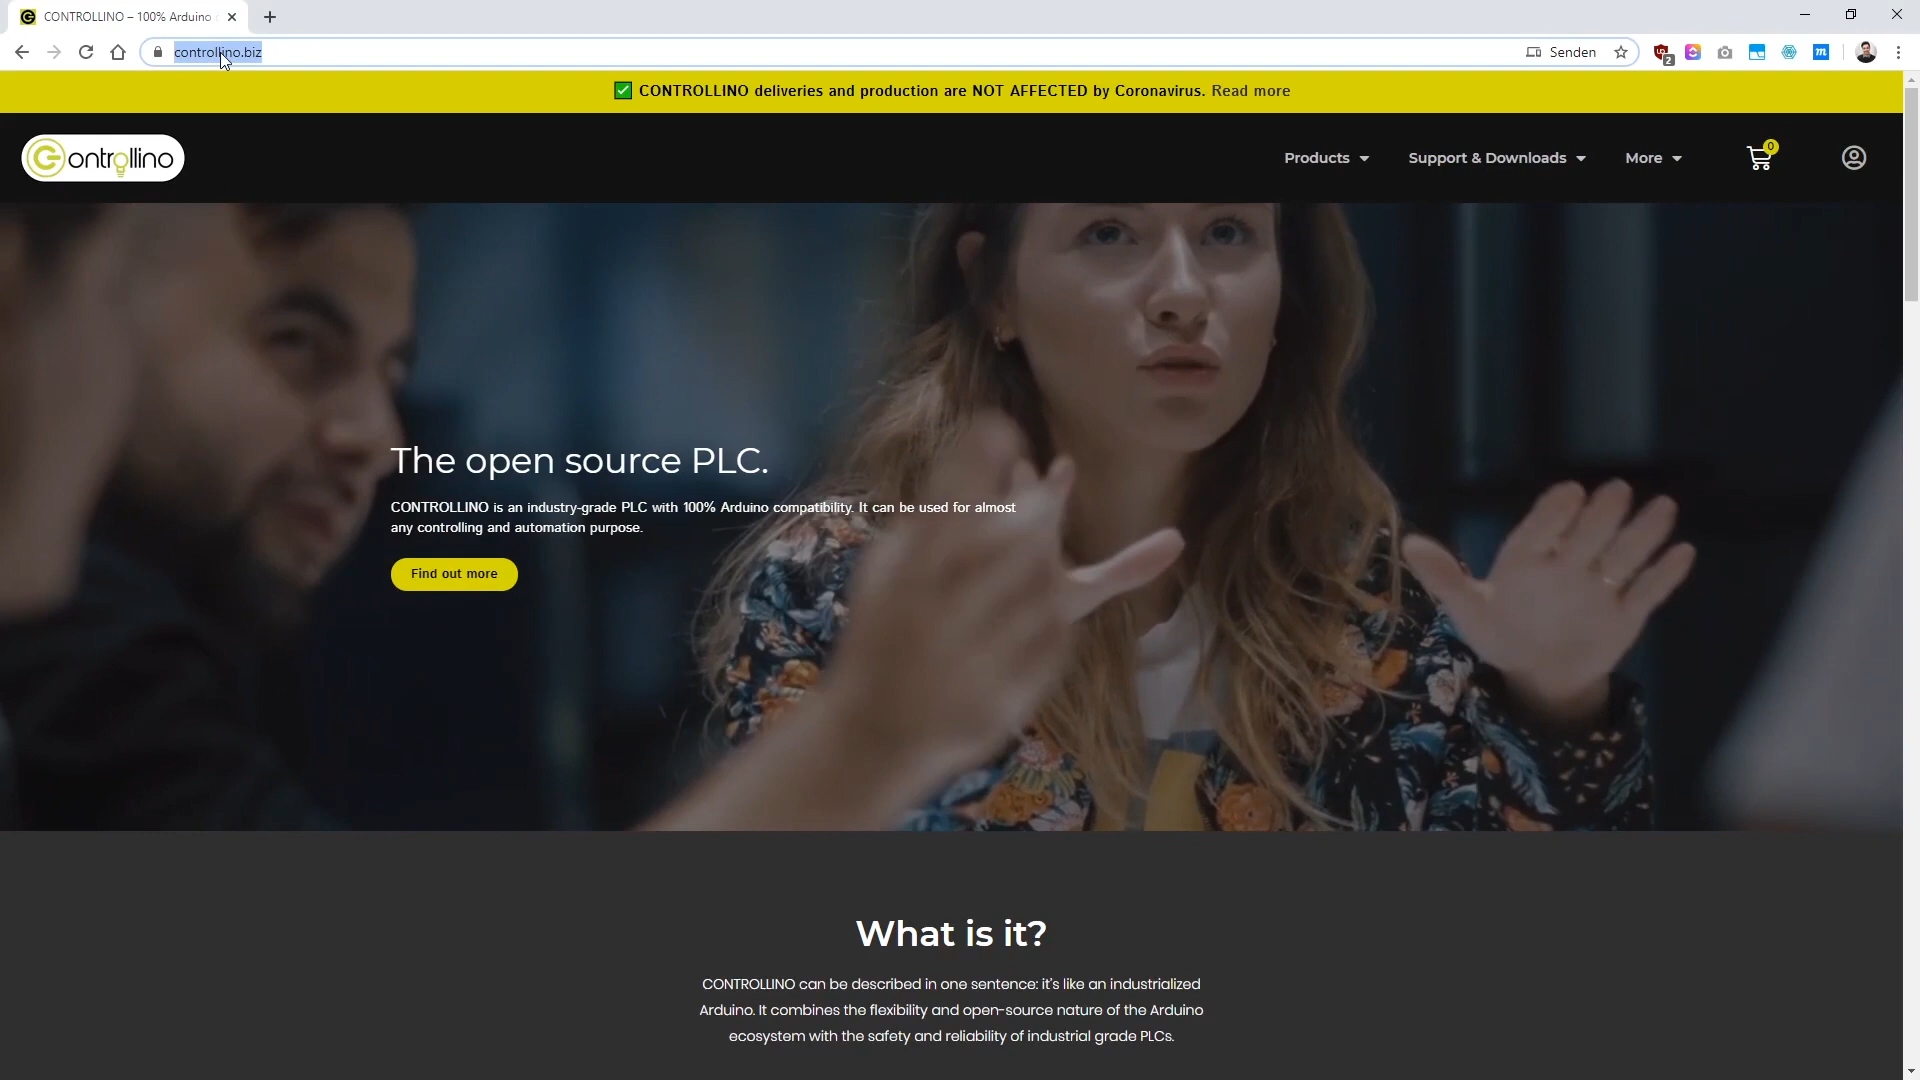 CONTROLLINO – 100% Arduino
controllino.biz
Senden
2
CONTROLLINO deliveries and production are NOT AFFECTED by Coronavirus. Read more
Controllino
Products
Support & Downloads
More
0
The open source PLC.
CONTROLLINO is an industry-grade PLC with 100% Arduino compatibility. It can be used for almost
any controlling and automation purpose.
Find out more
What is it?
CONTROLLINO can be described in one sentence: it's like an industrialized
Arduino. It combines the flexibility and open-source nature of the Arduino
ecosystem with the safety and reliability of industrial grade PLCs.